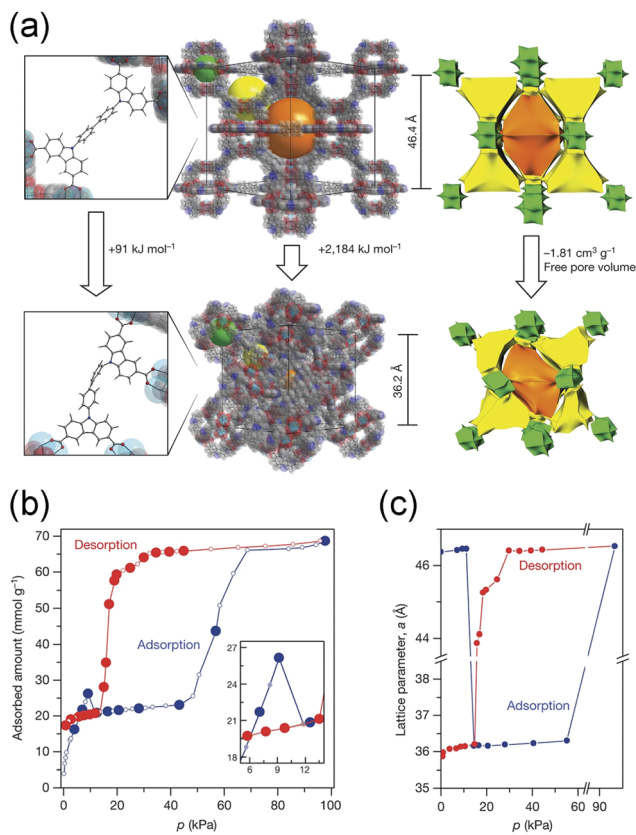 (a)
46.4 Å
+91 kJ mol⁻¹
+2,184 kJ mol⁻¹
−1.81 cm³ g⁻¹
Free pore volume
36.2 Å
(b)
Adsorbed amount (mmol g⁻¹)
70
60
50
40
30
20
10
0
Desorption
Adsorption
27
24
21
18
6 9 12
0 20 40 60 80 100
p (kPa)
(c)
Lattice parameter, a (Å)
46
44
38
37
36
35
Desorption
Adsorption
0 10 20 30 40 50 60 90
p (kPa)